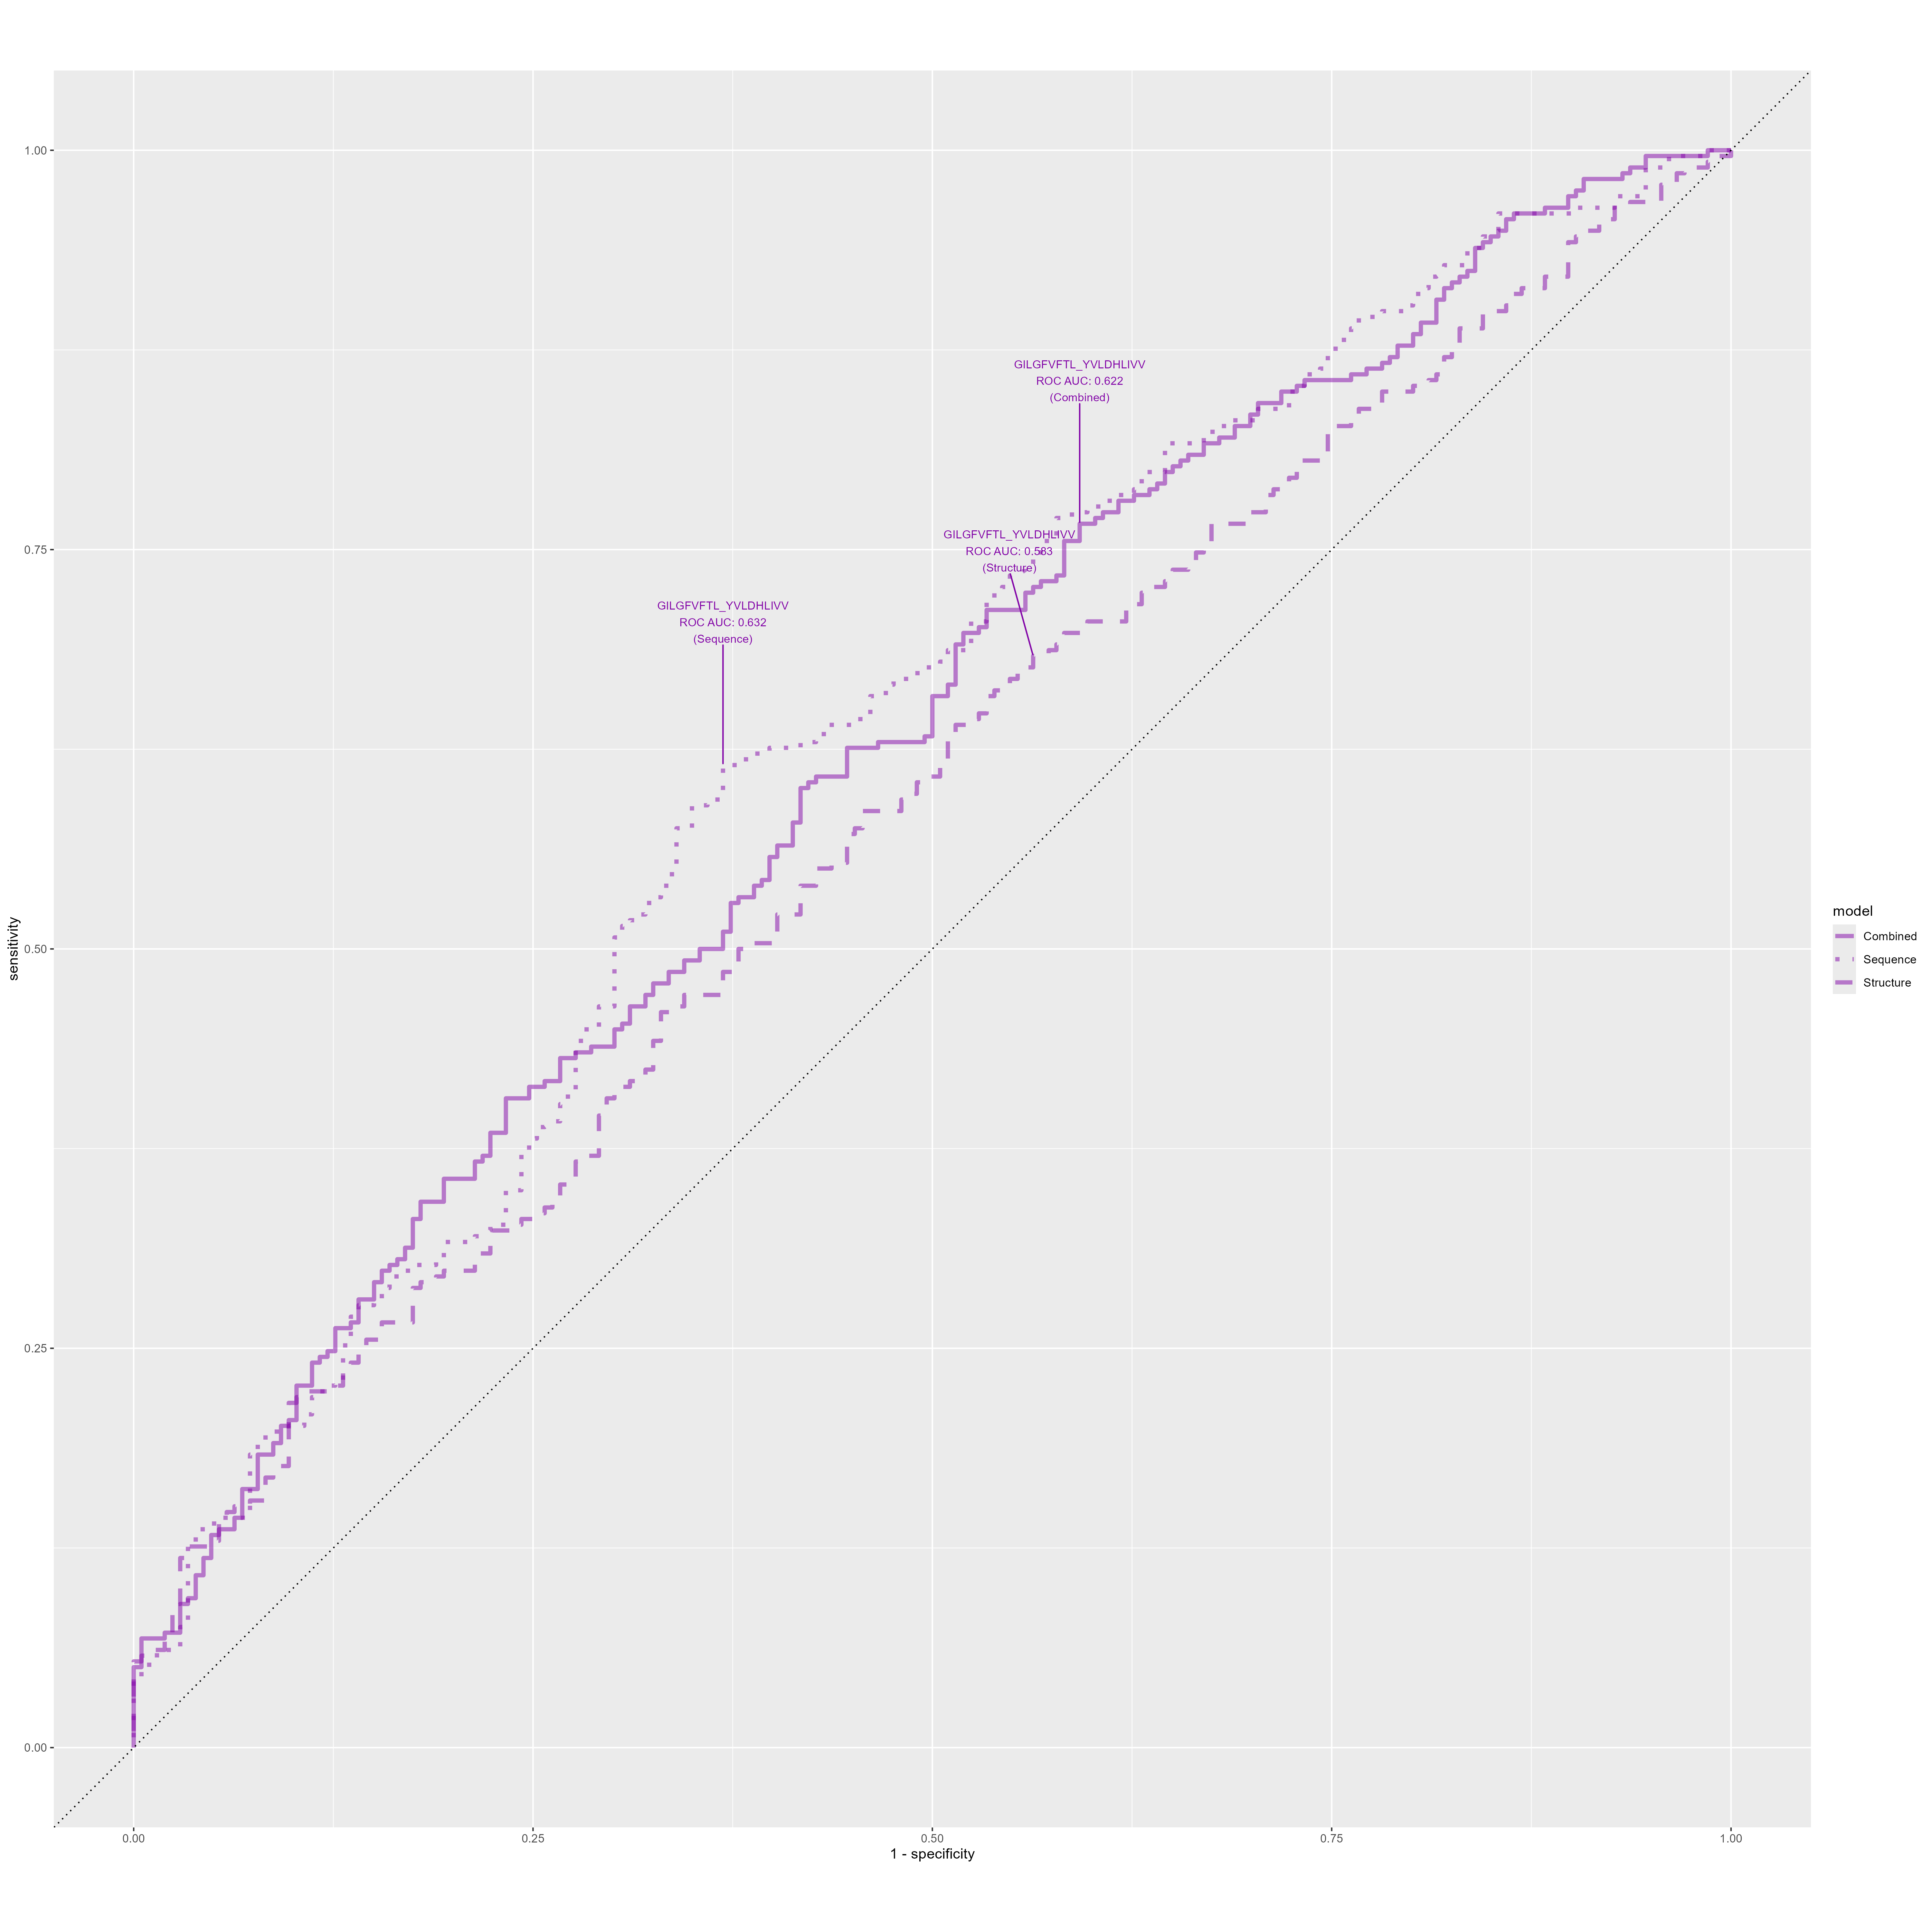 1.00
0.75
0.50
0.25
0.00
sensitivity
GILGFVFTL_YVLDHLIVV
ROC AUC: 0.622
(Combined)
GILGFVFTL_YVLDHLIVV
ROC AUC: 0.583
(Structure)
GILGFVFTL_YVLDHLIVV
ROC AUC: 0.632
(Sequence)
0.00 0.25 0.50 0.75 1.00
1 - specificity
model
Combined
Sequence
Structure